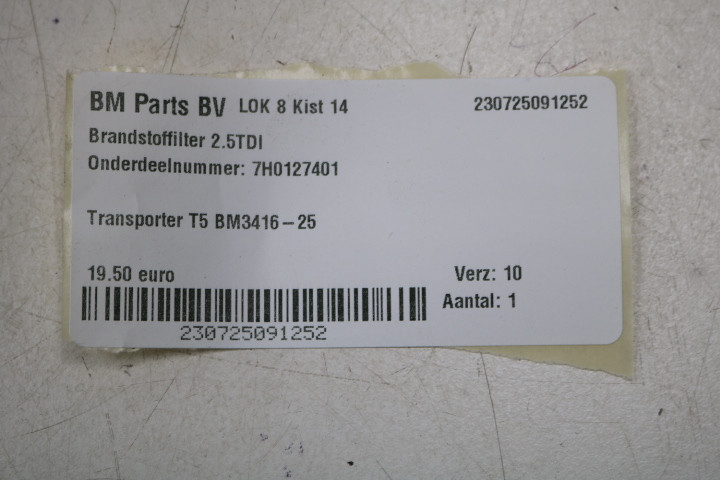 BM Parts BV LOK 8 Kist 14 230725091252
Brandstoffilter 2.5TDI
Onderdeelnummer: 7H0127401
Transporter T5 BM3416-25
19.50 euro Verz: 10
Aantal: 1
230725091252